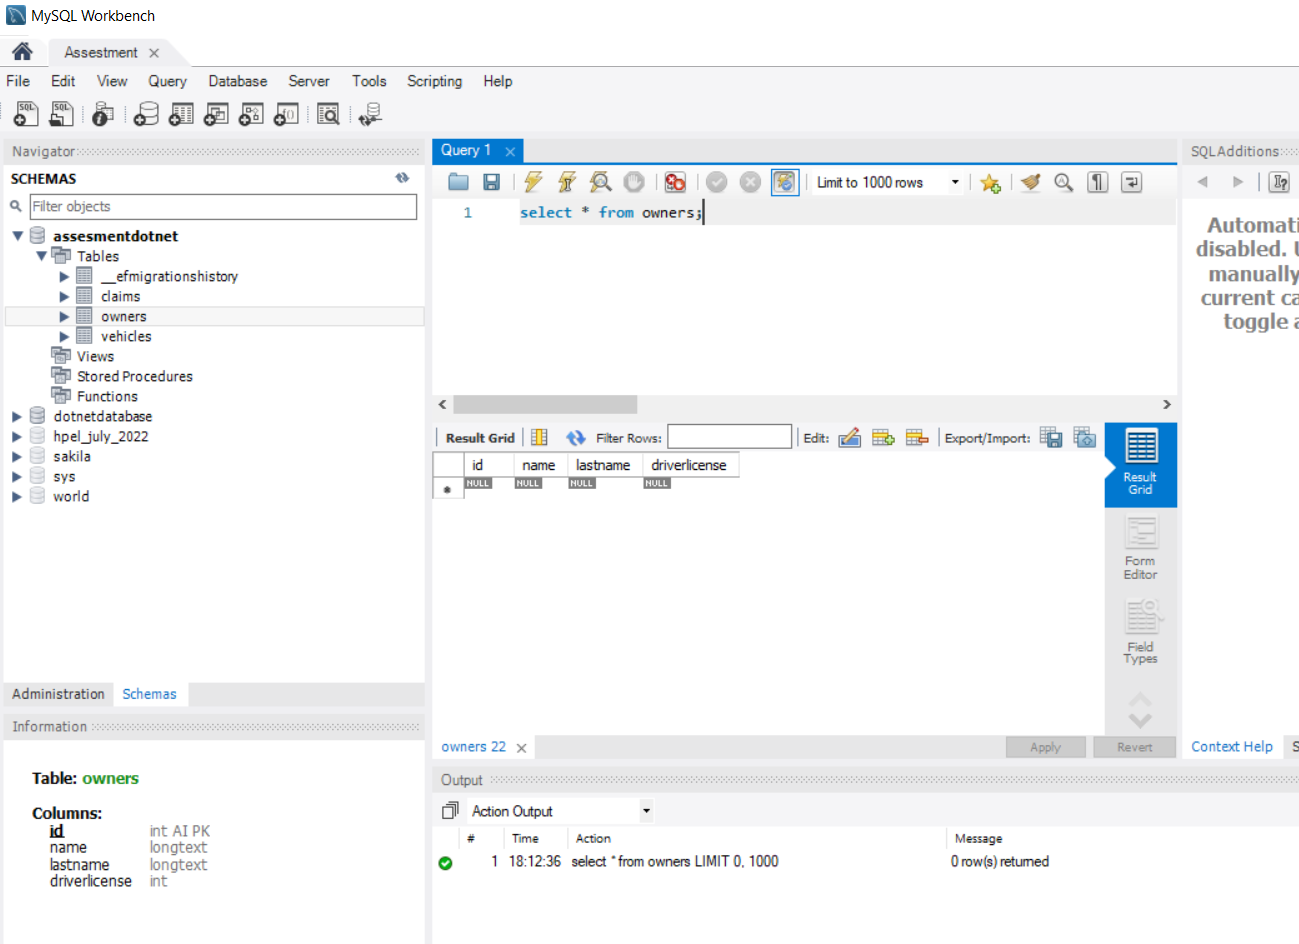 MySQL Workbench
Assestment
File Edit View Query Database Server Tools Scripting Help
Navigator
SCHEMAS
Filter objects
assesmentdotnet
Tables
__efmigrationshistory
claims
owners
vehicles
Views
Stored Procedures
Functions
dotnetdatabase
hpel_july_2022
sakila
sys
world
Administration Schemas
Information
Table: owners
Columns:
id int AI PK
name longtext
lastname longtext
driverlicense int
Query 1
Limit to 1000 rows
1 select * from owners;
Result Grid Filter Rows: Edit: Export/Import:
id name lastname driverlicense
NULL NULL NULL NULL
Result
Grid
Form
Editor
Field
Types
owners 22 Apply Revert
Output
Action Output
# Time Action Message
1 18:12:36 select * from owners LIMIT 0, 1000 0 row(s) returned
SQLAdditions
Automati
disabled. U
manually
current ca
toggle a
Context Help S